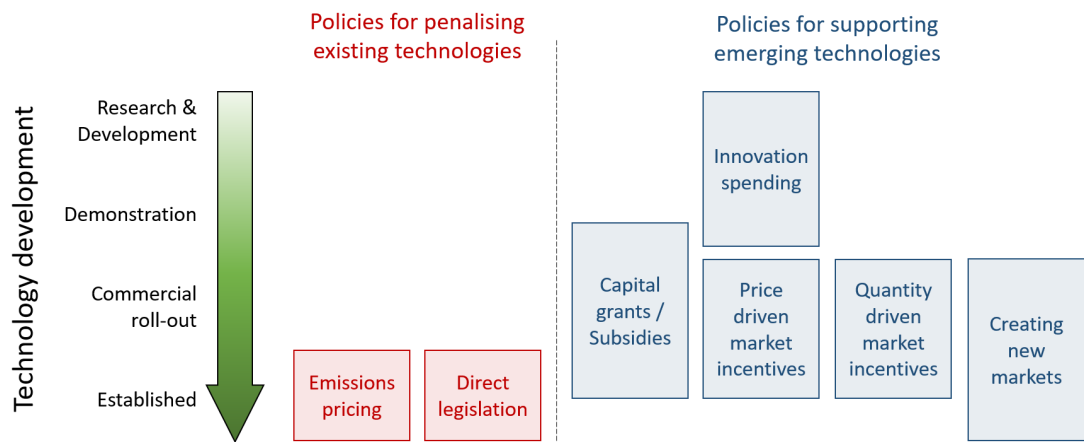 Policies for penalising
existing technologies
Policies for supporting
emerging technologies
Technology development
Research &
Development
Demonstration
Commercial
roll-out
Established
Emissions
pricing
Direct
legislation
Innovation
spending
Capital
grants /
Subsidies
Price
driven
market
incentives
Quantity
driven
market
incentives
Creating
new
markets